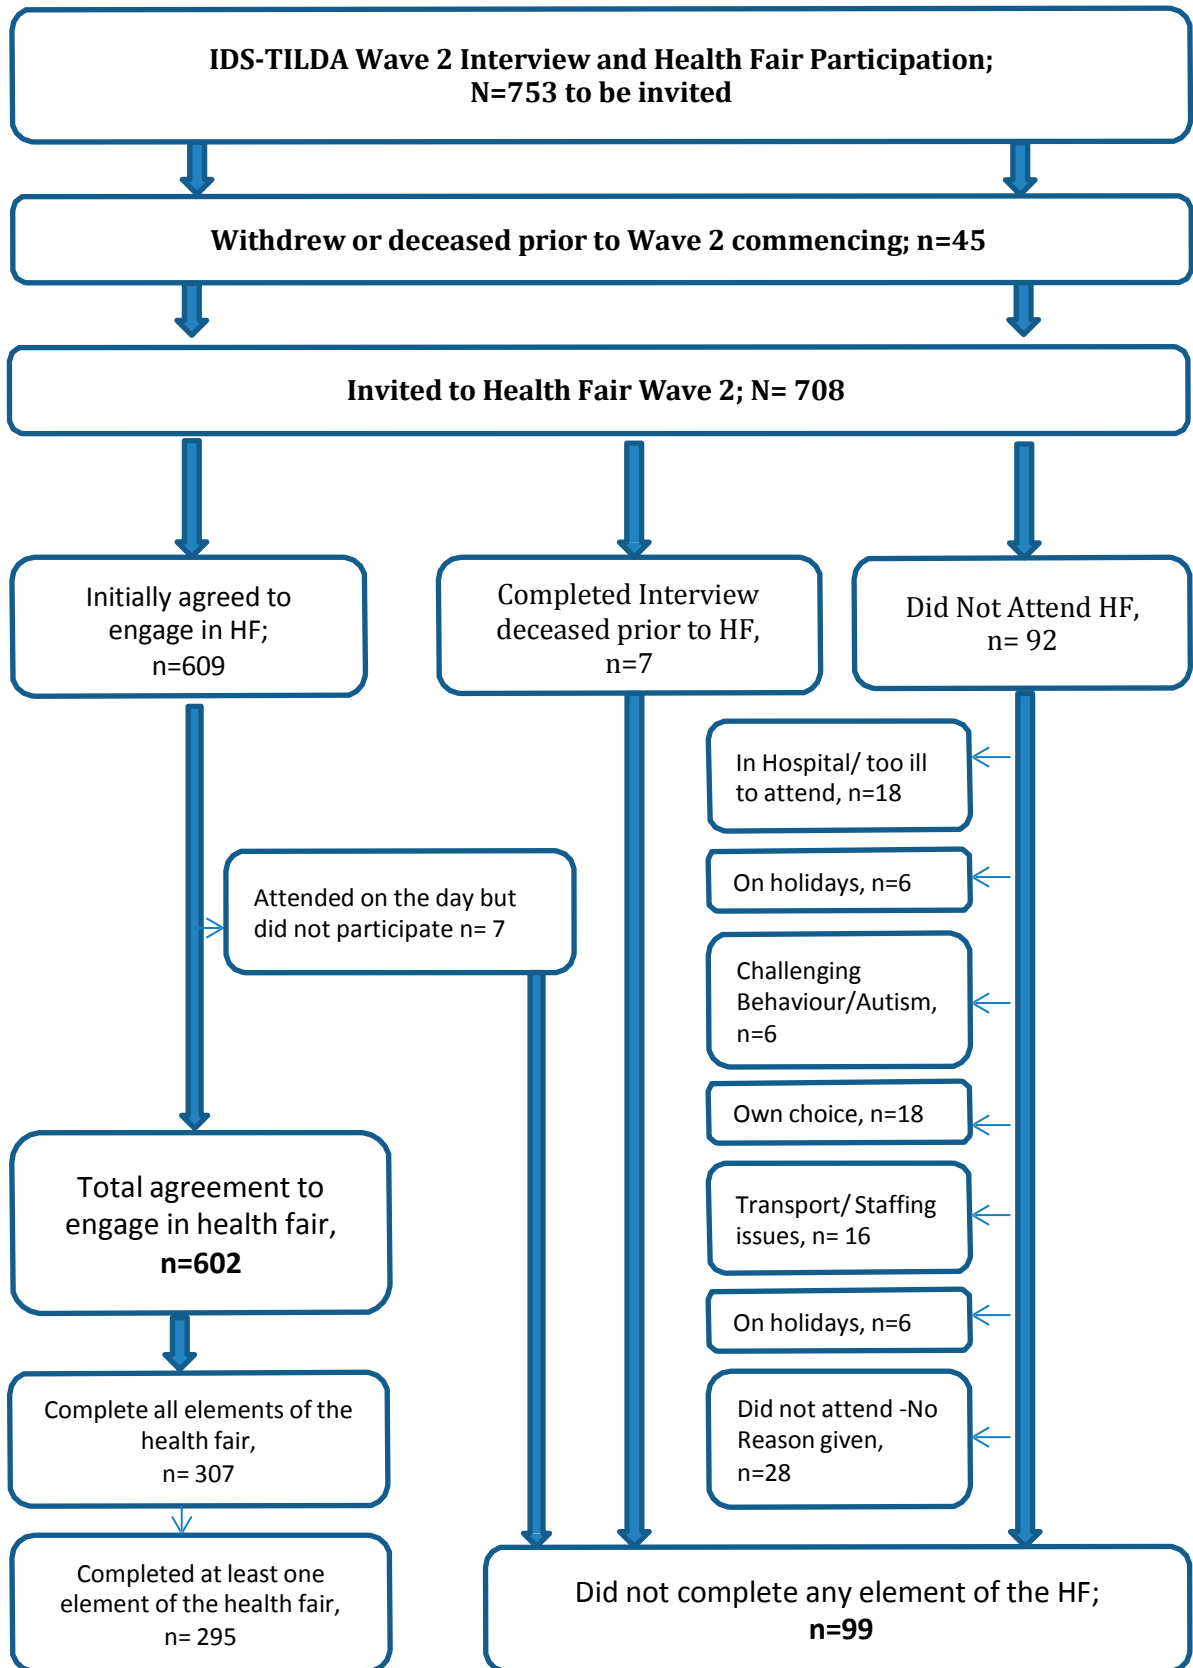 IDS-TILDA Wave 2 Interview and Health Fair Participation;
N=753 to be invited
Withdrew or deceased prior to Wave 2 commencing; n=45
Invited to Health Fair Wave 2; N= 708
Initially agreed to
engage in HF;
n=609
Completed Interview
deceased prior to HF,
n=7
Did Not Attend HF,
n= 92
In Hospital/ too ill
to attend, n=18
On holidays, n=6
Attended on the day but
did not participate n= 7
Challenging
Behaviour/Autism,
n=6
Own choice, n=18
Total agreement to
engage in health fair,
n=602
Transport/ Staffing
issues, n= 16
On holidays, n=6
Complete all elements of the
health fair,
n= 307
Did not attend -No
Reason given,
n=28
Completed at least one
element of the health fair,
n= 295
Did not complete any element of the HF;
n=99